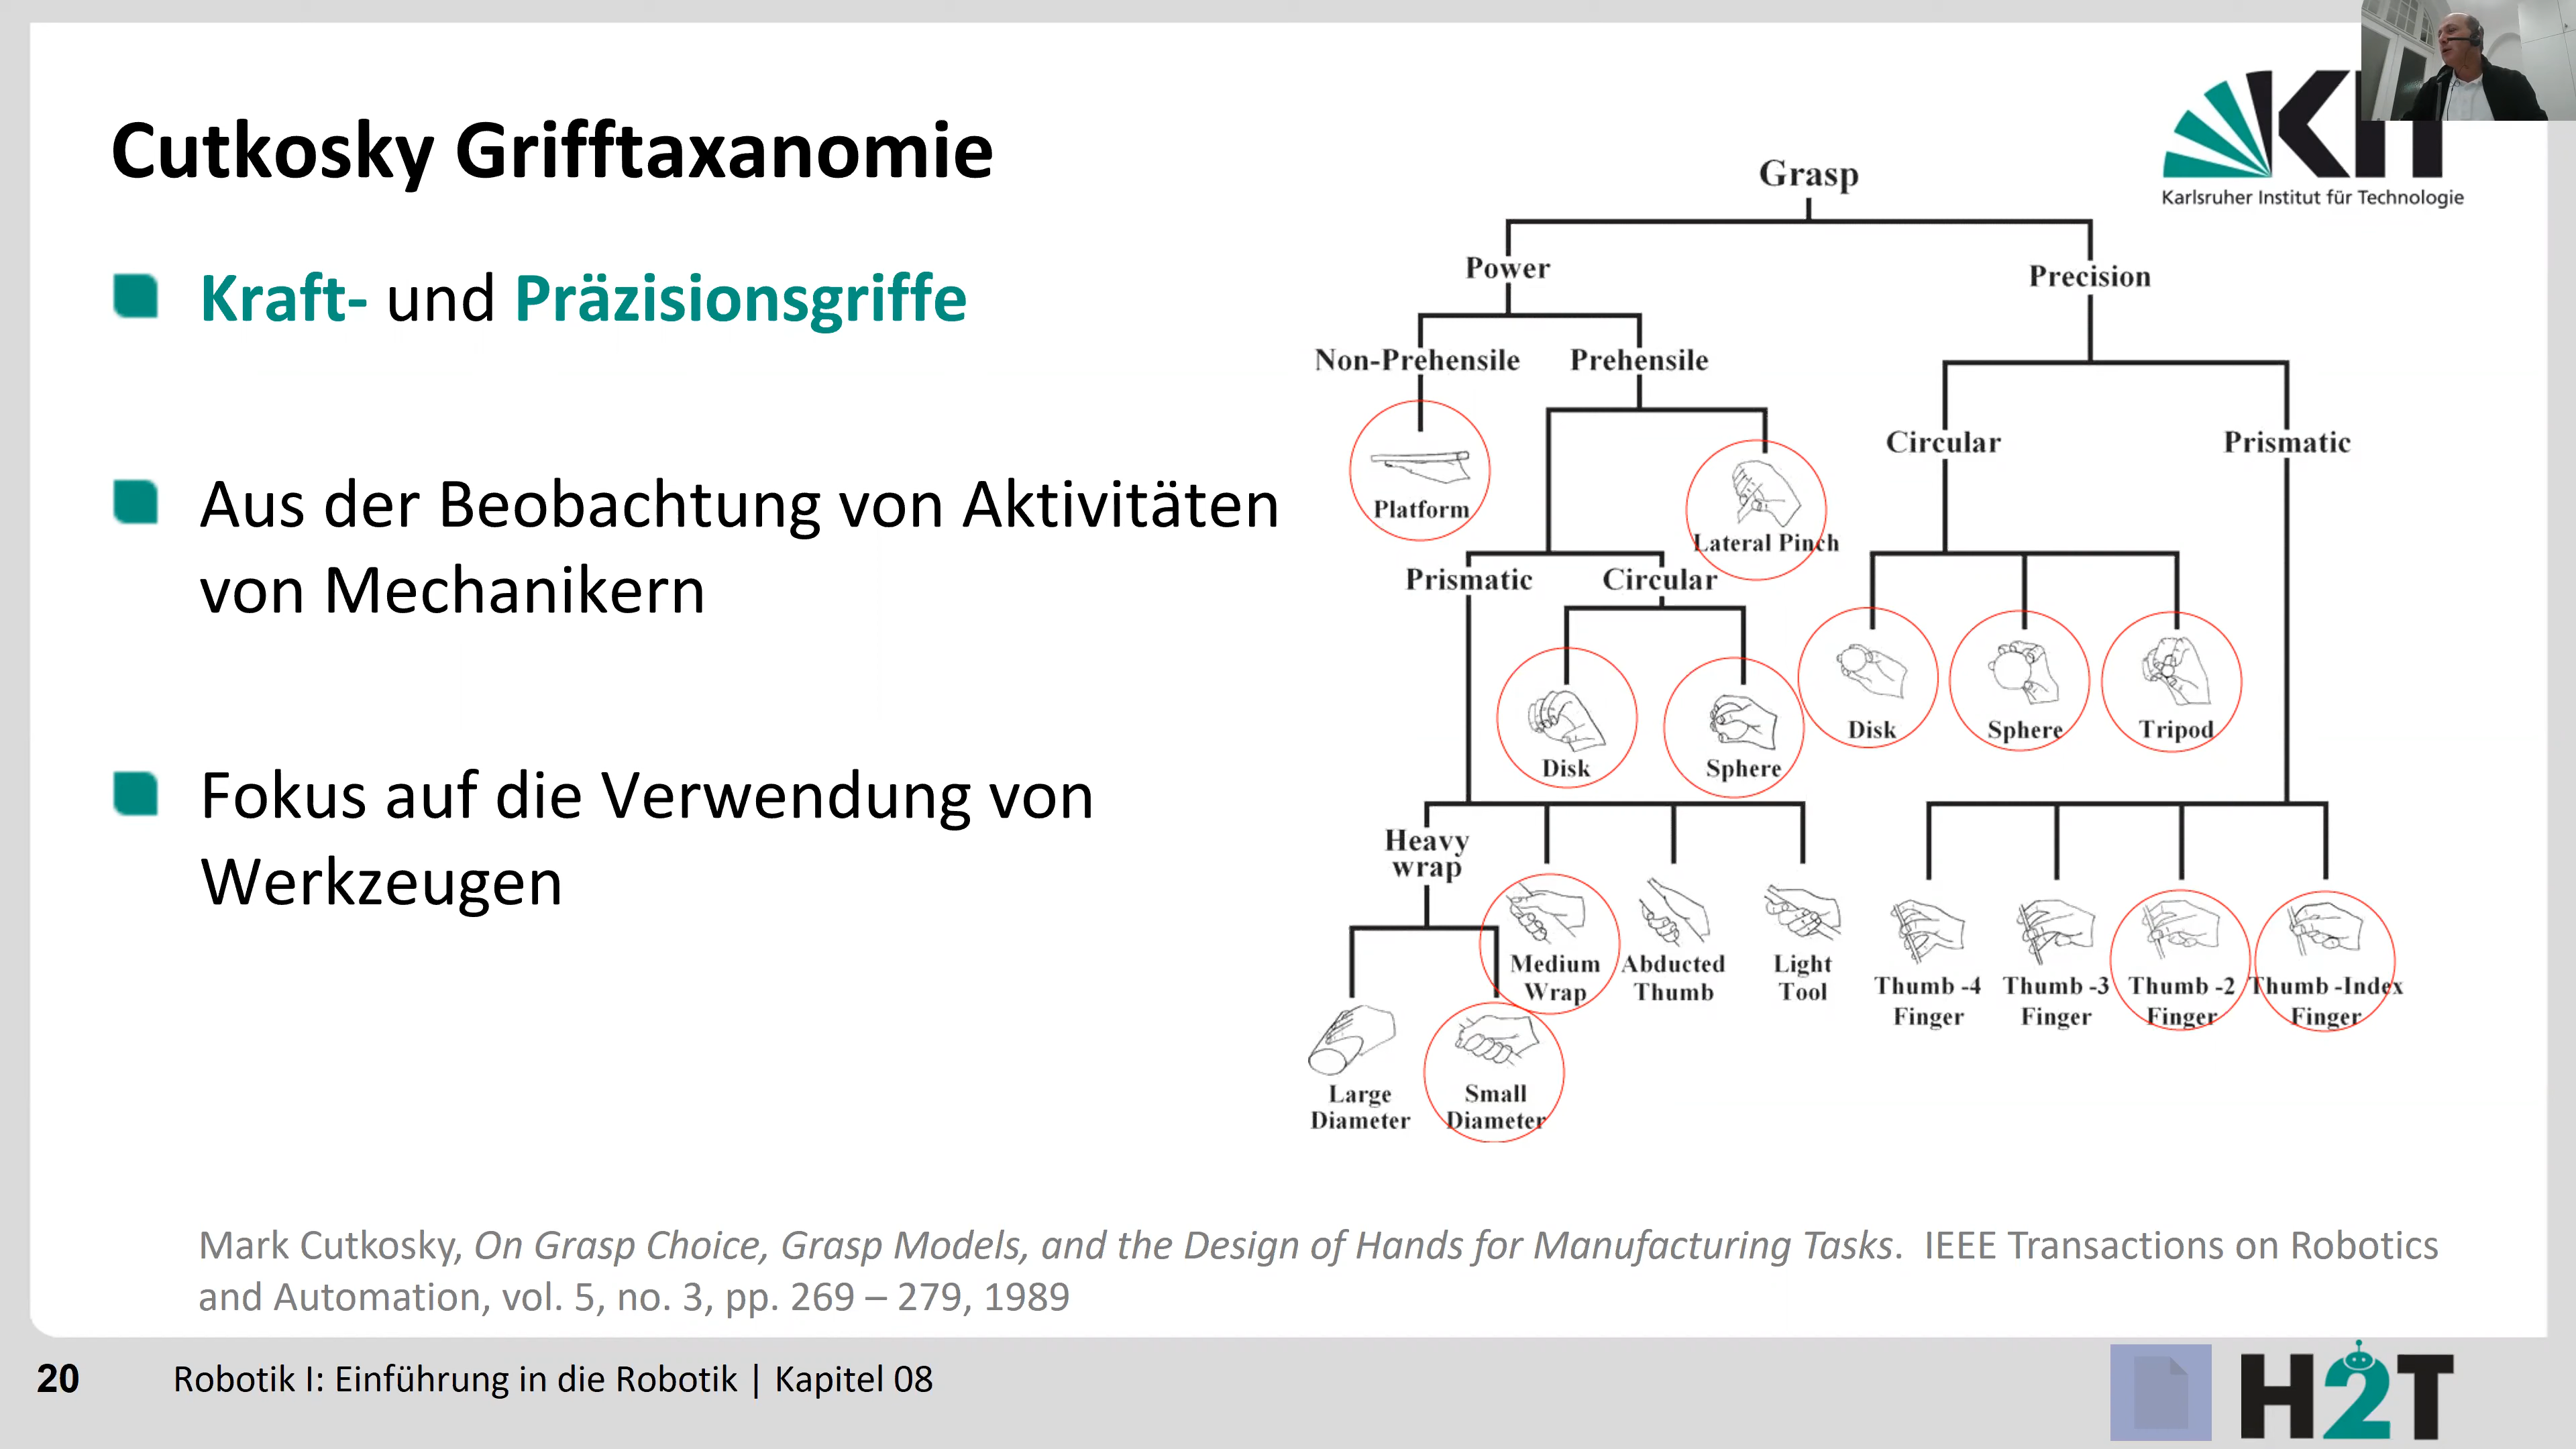 Cutkosky Grifftaxanomie
KIT
Karlsruher Institut für Technologie
Kraft- und Präzisionsgriffe
Aus der Beobachtung von Aktivitäten
von Mechanikern
Fokus auf die Verwendung von
Werkzeugen
Grasp
Power
Precision
Non-Prehensile
Prehensile
Circular
Prismatic
Platform
Lateral Pinch
Prismatic
Circular
Disk
Sphere
Tripod
Disk
Sphere
Heavy
wrap
Medium
Wrap
Abducted
Thumb
Light
Tool
Thumb -4
Finger
Thumb -3
Finger
Thumb -2
Finger
Thumb -Index
Finger
Large
Diameter
Small
Diameter
Mark Cutkosky, On Grasp Choice, Grasp Models, and the Design of Hands for Manufacturing Tasks. IEEE Transactions on Robotics
and Automation, vol. 5, no. 3, pp. 269 – 279, 1989
20
Robotik I: Einführung in die Robotik | Kapitel 08
H2T